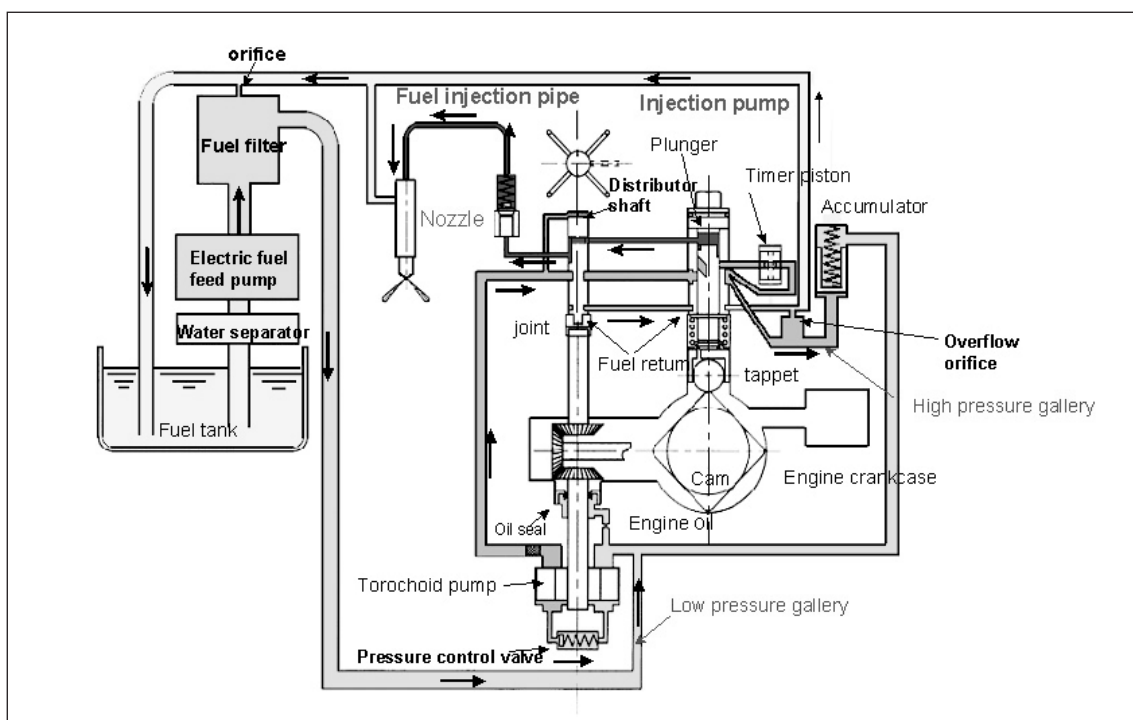 orifice
Fuel injection pipe
Injection pump
Fuel filter
Plunger
Timer piston
Distributor
shaft
Accumulator
Nozzle
Electric fuel
feed pump
Water separator
joint
Fuel retum
tappet
Overflow
orifice
High pressure gallery
Fuel tank
Cam
Engine crankcase
Oil seal
Engine oil
Torochoid pump
Low pressure gallery
Pressure control valve